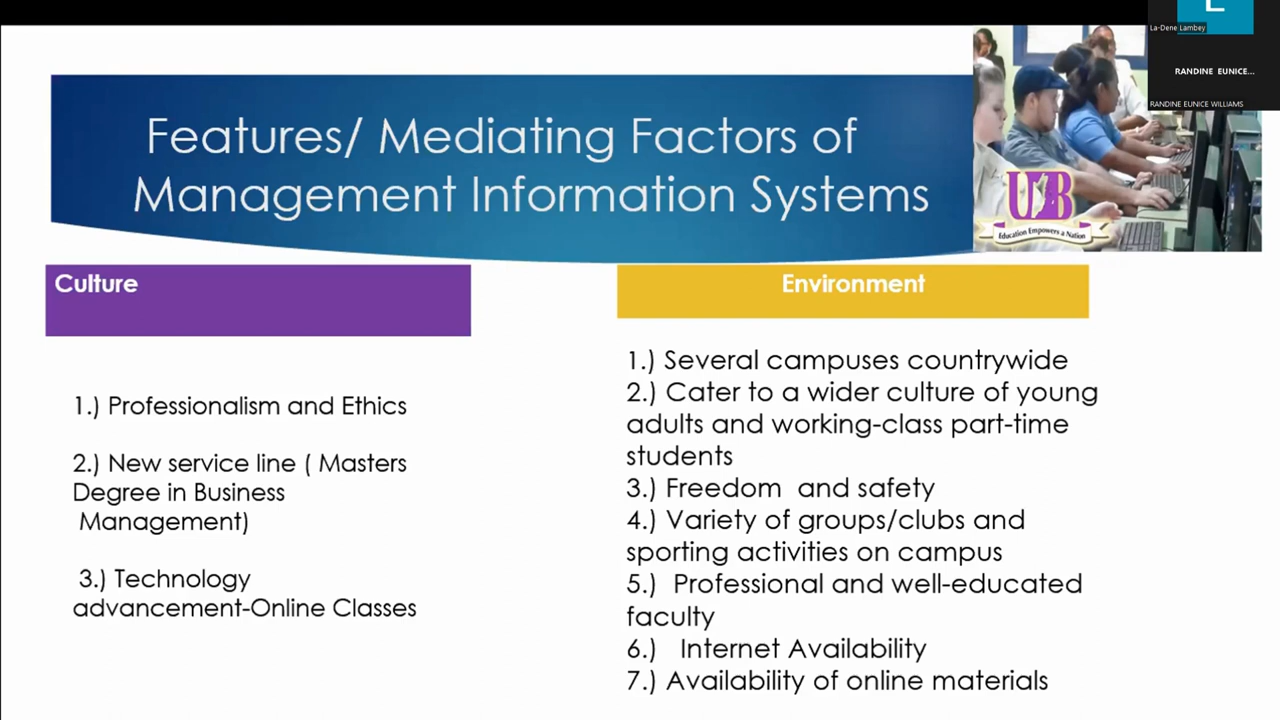 L
La-Dene Lambey
RANDINE EUNICE...
RANDINE EUNICE WILLIAMS
Features/ Mediating Factors of
Management Information Systems
UB
Education Empowers a Nation
Culture
1.) Professionalism and Ethics
2.) New service line ( Masters
Degree in Business
Management)
3.) Technology
advancement-Online Classes
Environment
1.) Several campuses countrywide
2.) Cater to a wider culture of young
adults and working-class part-time
students
3.) Freedom and safety
4.) Variety of groups/clubs and
sporting activities on campus
5.) Professional and well-educated
faculty
6.) Internet Availability
7.) Availability of online materials